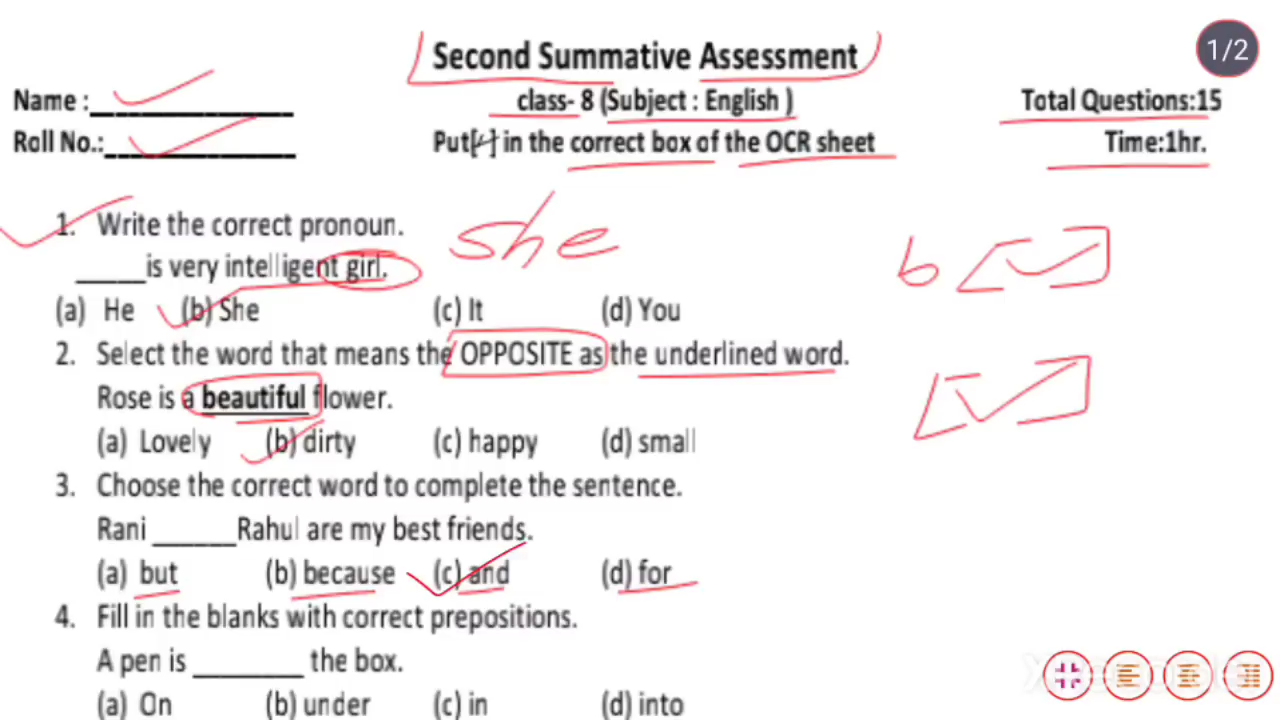 1/2
Second Summative Assessment
Name :_______________
class- 8 (Subject : English )
Total Questions:15
Roll No.:_______________
Put[✓] in the correct box of the OCR sheet
Time:1hr.
1. Write the correct pronoun.
she
_____is very intelligent girl.
b [✓]
(a) He (b) She (c) It (d) You
2. Select the word that means the OPPOSITE as the underlined word.
Rose is a beautiful flower.
[✓]
(a) Lovely (b) dirty (c) happy (d) small
3. Choose the correct word to complete the sentence.
Rani ______Rahul are my best friends.
(a) but (b) because (c) and (d) for
4. Fill in the blanks with correct prepositions.
A pen is ________ the box.
(a) On (b) under (c) in (d) into